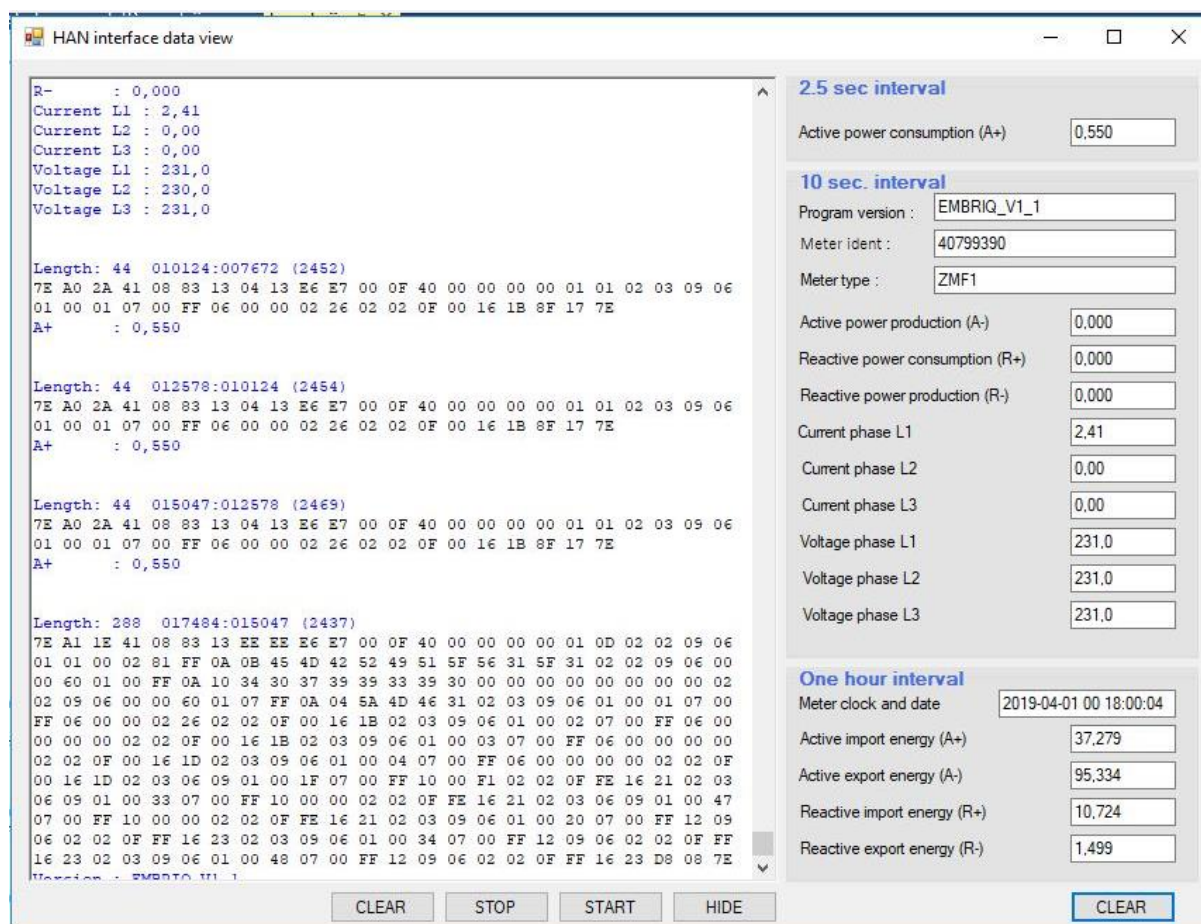 HAN interface data view
R-      : 0,000
Current L1 : 2,41
Current L2 : 0,00
Current L3 : 0,00
Voltage L1 : 231,0
Voltage L2 : 230,0
Voltage L3 : 231,0
Length: 44  010124:007672 (2452)
7E A0 2A 41 08 83 13 04 13 E6 E7 00 0F 40 00 00 00 00 01 01 02 03 09 06
01 00 01 07 00 FF 06 00 00 02 26 02 02 0F 00 16 1B 8F 17 7E
A+      : 0,550
Length: 44  012578:010124 (2454)
7E A0 2A 41 08 83 13 04 13 E6 E7 00 0F 40 00 00 00 00 01 01 02 03 09 06
01 00 01 07 00 FF 06 00 00 02 26 02 02 0F 00 16 1B 8F 17 7E
A+      : 0,550
Length: 44  015047:012578 (2469)
7E A0 2A 41 08 83 13 04 13 E6 E7 00 0F 40 00 00 00 00 01 01 02 03 09 06
01 00 01 07 00 FF 06 00 00 02 26 02 02 0F 00 16 1B 8F 17 7E
A+      : 0,550
Length: 288  017484:015047 (2437)
7E A1 1E 41 08 83 13 EE EE E6 E7 00 0F 40 00 00 00 00 01 0D 02 02 09 06
01 01 00 02 81 FF 0A 0B 45 4D 42 52 49 51 5F 56 31 5F 31 02 02 09 06 00
00 60 01 00 FF 0A 10 34 30 37 39 39 33 39 30 00 00 00 00 00 00 00 00 02
02 09 06 00 00 60 01 07 FF 0A 04 5A 4D 46 31 02 03 09 06 01 00 01 07 00
FF 06 00 00 02 26 02 02 0F 00 16 1B 02 03 09 06 01 00 02 07 00 FF 06 00
00 00 00 02 02 0F 00 16 1B 02 03 09 06 01 00 03 07 00 FF 06 00 00 00 00
02 02 0F 00 16 1D 02 03 09 06 01 00 04 07 00 FF 06 00 00 00 00 02 02 0F
00 16 1D 02 03 06 09 01 00 1F 07 00 FF 10 00 F1 02 02 0F FE 16 21 02 03
06 09 01 00 33 07 00 FF 10 00 00 02 02 0F FE 16 21 02 03 06 09 01 00 47
07 00 FF 10 00 00 02 02 0F FE 16 21 02 03 09 06 01 00 20 07 00 FF 12 09
06 02 02 0F FF 16 23 02 03 09 06 01 00 34 07 00 FF 12 09 06 02 02 0F FF
16 23 02 03 09 06 01 00 48 07 00 FF 12 09 06 02 02 0F FF 16 23 D8 08 7E
Version : EMBRIQ_V1_1
CLEAR STOP START HIDE
2.5 sec interval
Active power consumption (A+) 0,550
10 sec. interval
Program version : EMBRIQ_V1_1
Meter ident : 40799390
Meter type : ZMF1
Active power production (A-) 0,000
Reactive power consumption (R+) 0,000
Reactive power production (R-) 0,000
Current phase L1 2,41
Current phase L2 0,00
Current phase L3 0,00
Voltage phase L1 231,0
Voltage phase L2 231,0
Voltage phase L3 231,0
One hour interval
Meter clock and date 2019-04-01 00 18:00:04
Active import energy (A+) 37,279
Active export energy (A-) 95,334
Reactive import energy (R+) 10,724
Reactive export energy (R-) 1,499
CLEAR